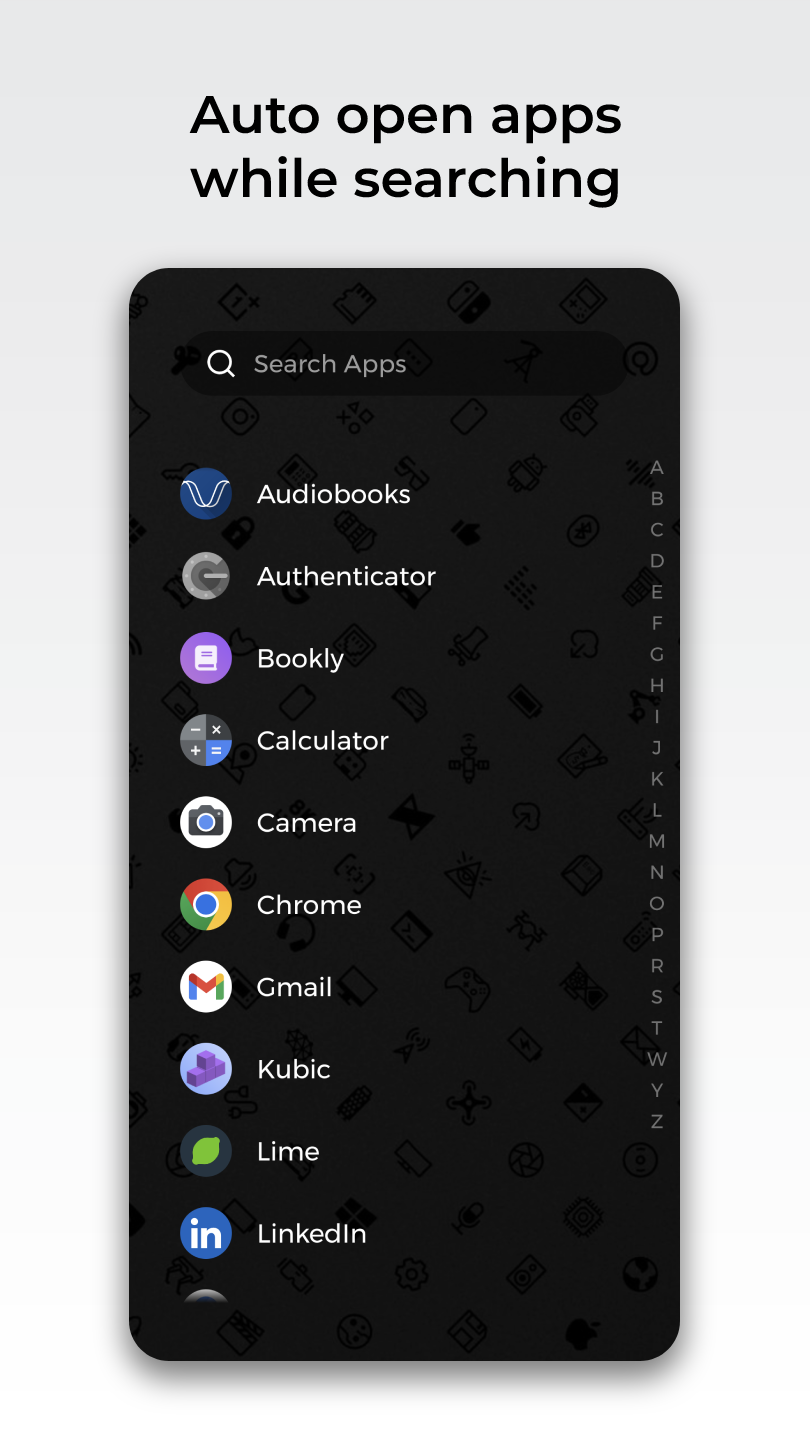 Auto open apps
while searching
Search Apps
Audiobooks
Authenticator
Bookly
Calculator
Camera
Chrome
Gmail
Kubic
Lime
LinkedIn
A
B
C
D
E
F
G
H
I
J
K
L
M
N
O
P
R
S
T
W
Y
Z